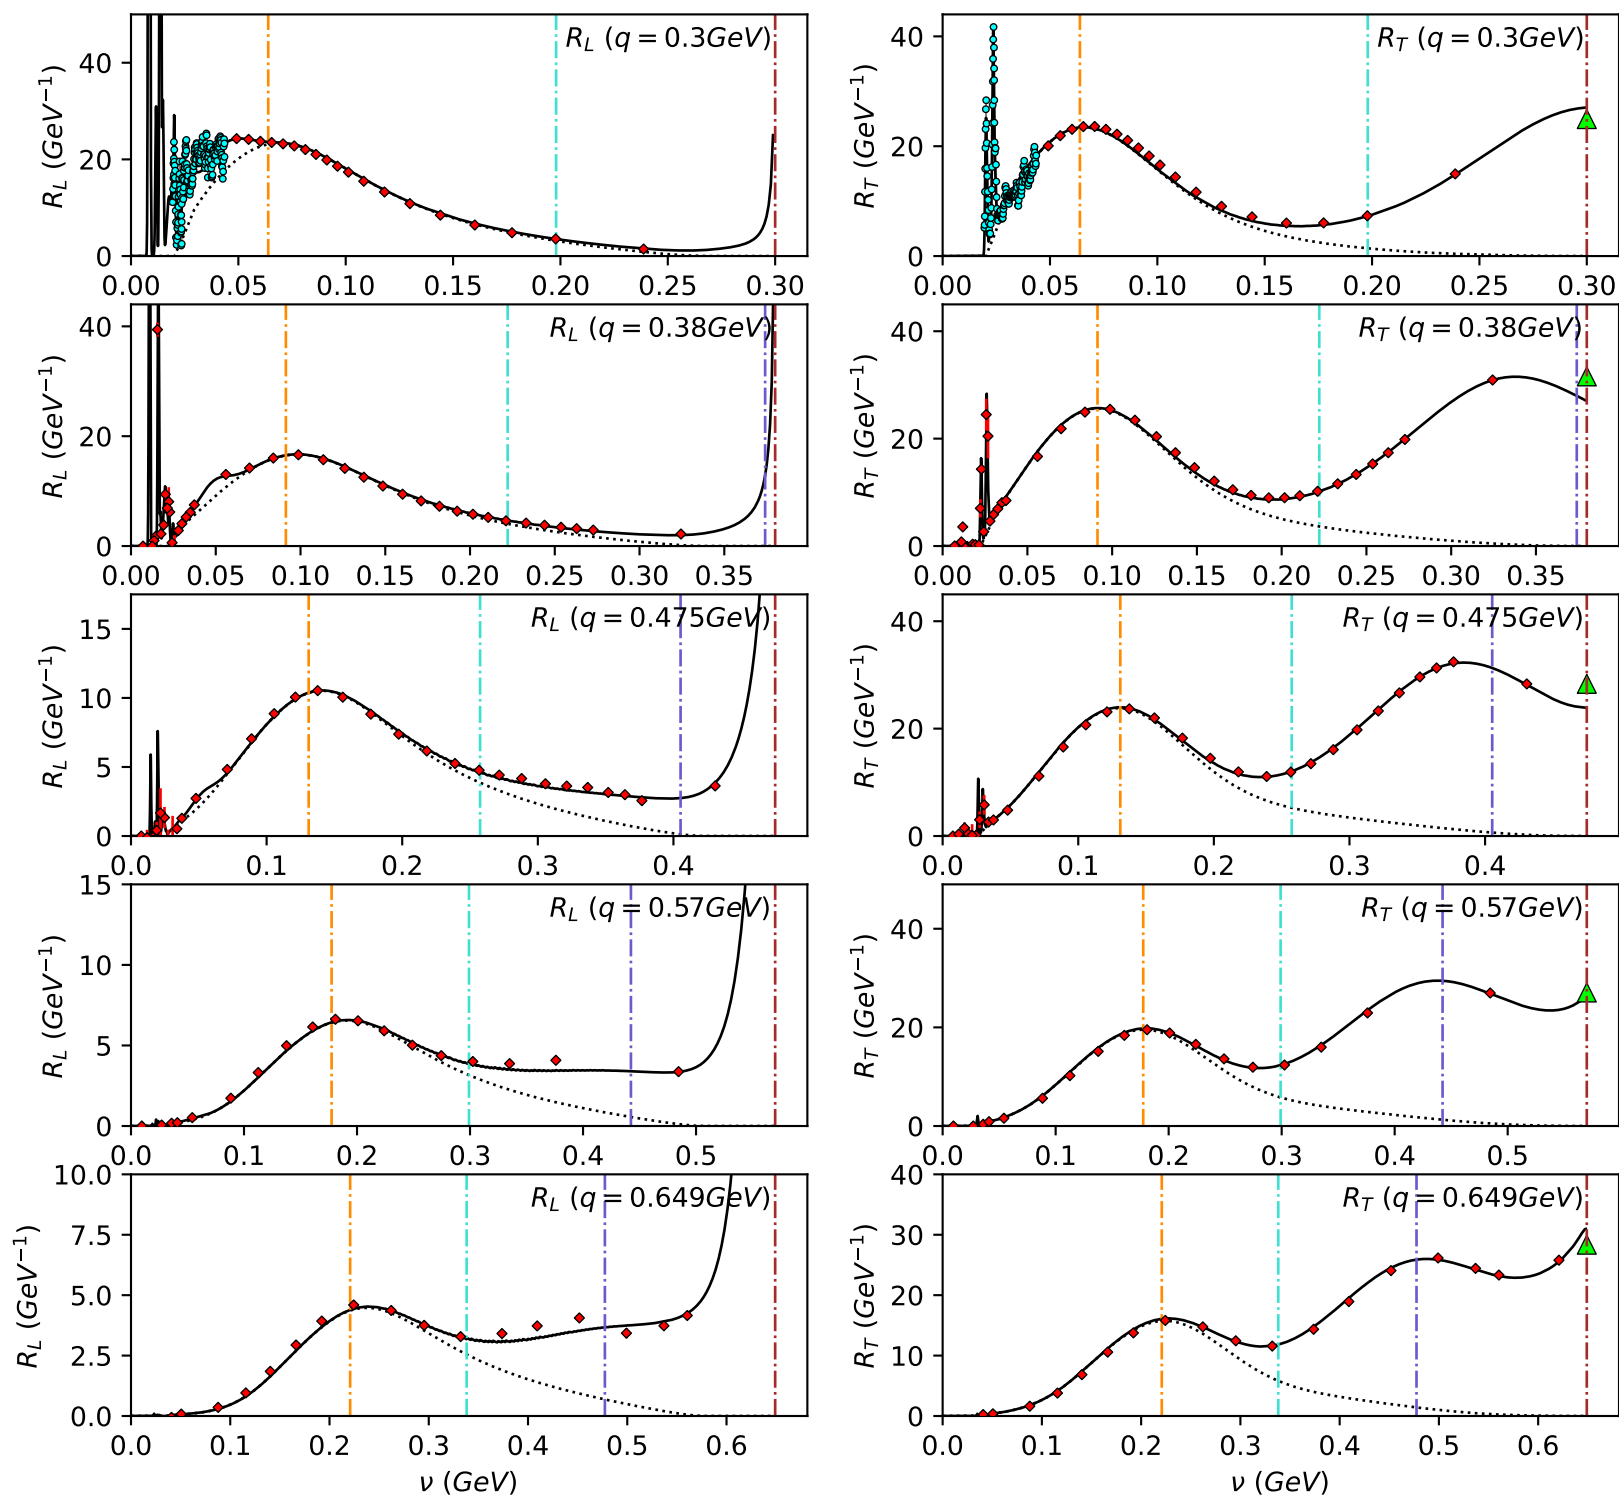 R_L (q = 0.3GeV)
R_L (GeV⁻¹)
40
20
0
0.00 0.05 0.10 0.15 0.20 0.25 0.30
R_T (q = 0.3GeV)
R_T (GeV⁻¹)
40
20
0
0.00 0.05 0.10 0.15 0.20 0.25 0.30
R_L (q = 0.38GeV)
R_L (GeV⁻¹)
40
20
0
0.00 0.05 0.10 0.15 0.20 0.25 0.30 0.35
R_T (q = 0.38GeV)
R_T (GeV⁻¹)
40
20
0
0.00 0.05 0.10 0.15 0.20 0.25 0.30 0.35
R_L (q = 0.475GeV)
R_L (GeV⁻¹)
15
10
5
0
0.0 0.1 0.2 0.3 0.4
R_T (q = 0.475GeV)
R_T (GeV⁻¹)
40
20
0
0.0 0.1 0.2 0.3 0.4
R_L (q = 0.57GeV)
R_L (GeV⁻¹)
15
10
5
0
0.0 0.1 0.2 0.3 0.4 0.5
R_T (q = 0.57GeV)
R_T (GeV⁻¹)
40
20
0
0.0 0.1 0.2 0.3 0.4 0.5
R_L (q = 0.649GeV)
R_L (GeV⁻¹)
10.0
7.5
5.0
2.5
0.0
0.0 0.1 0.2 0.3 0.4 0.5 0.6
ν (GeV)
R_T (q = 0.649GeV)
R_T (GeV⁻¹)
40
30
20
10
0
0.0 0.1 0.2 0.3 0.4 0.5 0.6
ν (GeV)